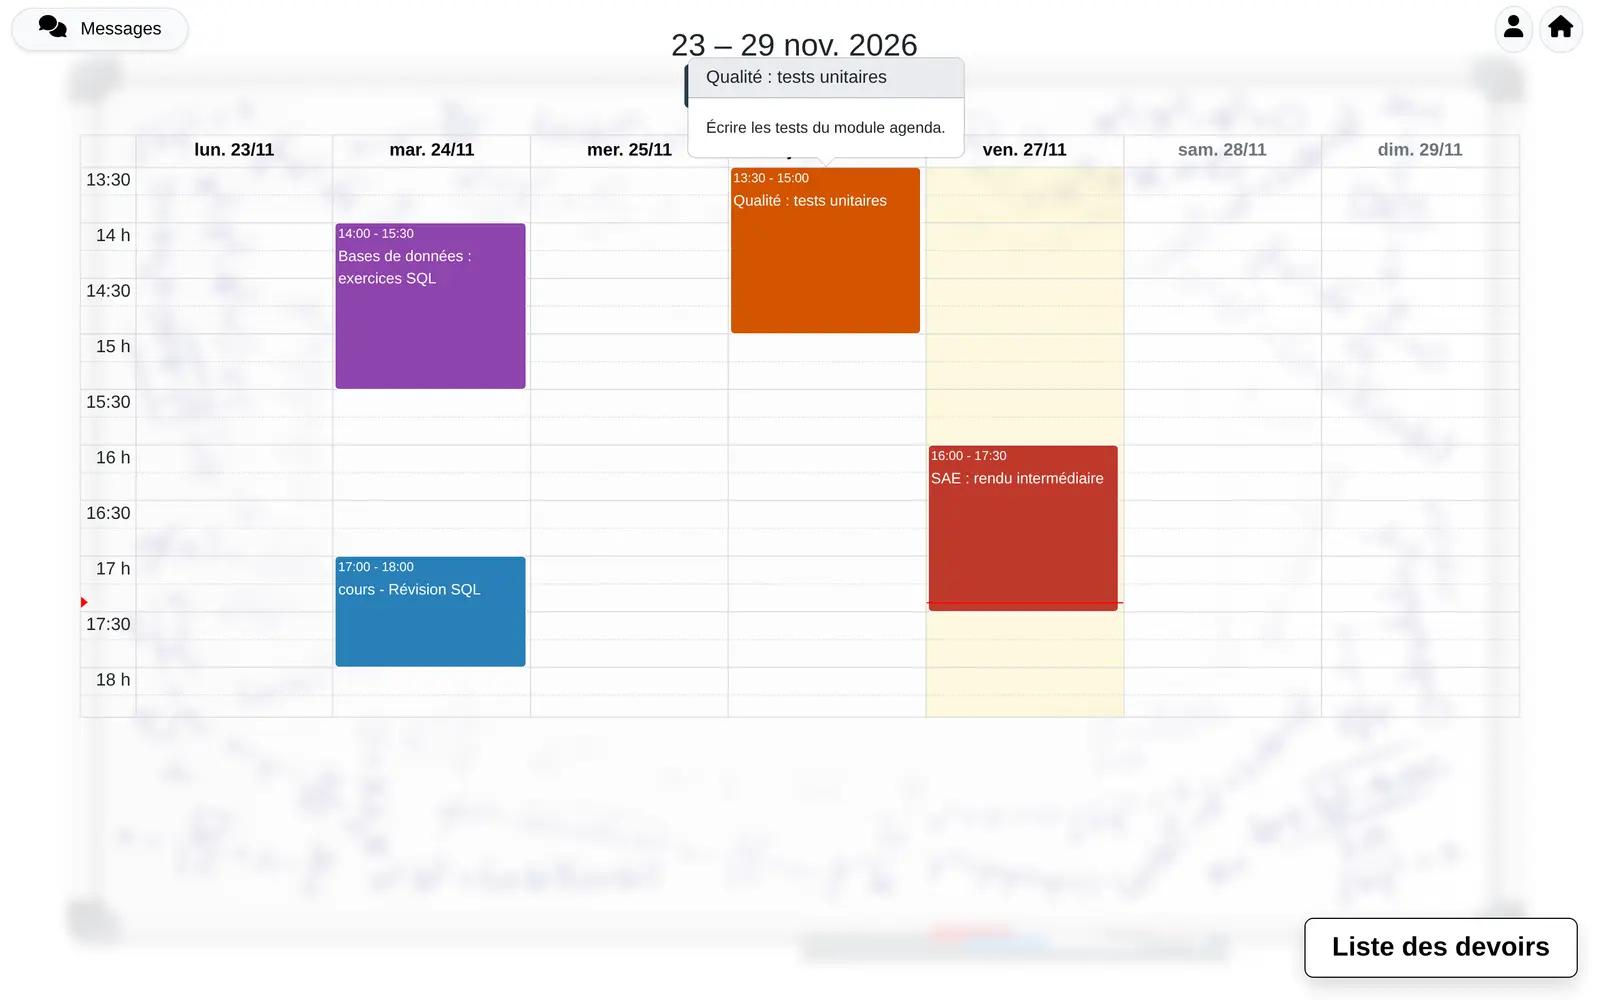 Messages
23 – 29 nov. 2026
Qualité : tests unitaires
Écrire les tests du module agenda.
lun. 23/11
mar. 24/11
mer. 25/11
ven. 27/11
sam. 28/11
dim. 29/11
13:30
14 h
14:30
15 h
15:30
16 h
16:30
17 h
17:30
18 h
14:00 - 15:30
Bases de données :
exercices SQL
17:00 - 18:00
cours - Révision SQL
13:30 - 15:00
Qualité : tests unitaires
16:00 - 17:30
SAE : rendu intermédiaire
Liste des devoirs